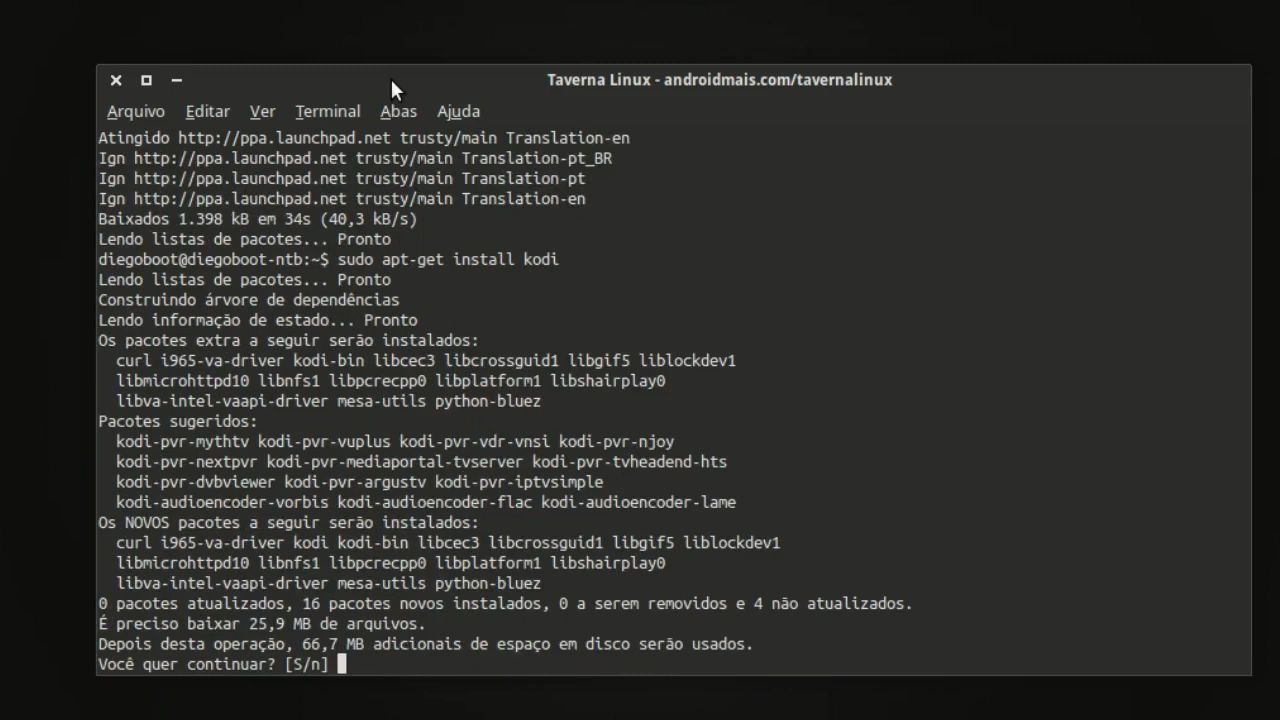 Taverna Linux - androidmais.com/tavernalinux
Arquivo Editar Ver Terminal Abas Ajuda
Atingido http://ppa.launchpad.net trusty/main Translation-en
Ign http://ppa.launchpad.net trusty/main Translation-pt_BR
Ign http://ppa.launchpad.net trusty/main Translation-pt
Ign http://ppa.launchpad.net trusty/main Translation-en
Baixados 1.398 kB em 34s (40,3 kB/s)
Lendo listas de pacotes... Pronto
diegoboot@diegoboot-ntb:~$ sudo apt-get install kodi
Lendo listas de pacotes... Pronto
Construindo árvore de dependências
Lendo informação de estado... Pronto
Os pacotes extra a seguir serão instalados:
curl i965-va-driver kodi-bin libcec3 libcrossguid1 libgif5 liblockdev1
libmicrohttpd10 libnfs1 libpcrecpp0 libplatform1 libshairplay0
libva-intel-vaapi-driver mesa-utils python-bluez
Pacotes sugeridos:
kodi-pvr-mythtv kodi-pvr-vuplus kodi-pvr-vdr-vnsi kodi-pvr-njoy
kodi-pvr-nextpvr kodi-pvr-mediaportal-tvserver kodi-pvr-tvheadend-hts
kodi-pvr-dvbviewer kodi-pvr-argustv kodi-pvr-iptvsimple
kodi-audioencoder-vorbis kodi-audioencoder-flac kodi-audioencoder-lame
Os NOVOS pacotes a seguir serão instalados:
curl i965-va-driver kodi kodi-bin libcec3 libcrossguid1 libgif5 liblockdev1
libmicrohttpd10 libnfs1 libpcrecpp0 libplatform1 libshairplay0
libva-intel-vaapi-driver mesa-utils python-bluez
0 pacotes atualizados, 16 pacotes novos instalados, 0 a serem removidos e 4 não atualizados.
É preciso baixar 25,9 MB de arquivos.
Depois desta operação, 66,7 MB adicionais de espaço em disco serão usados.
Você quer continuar? [S/n]